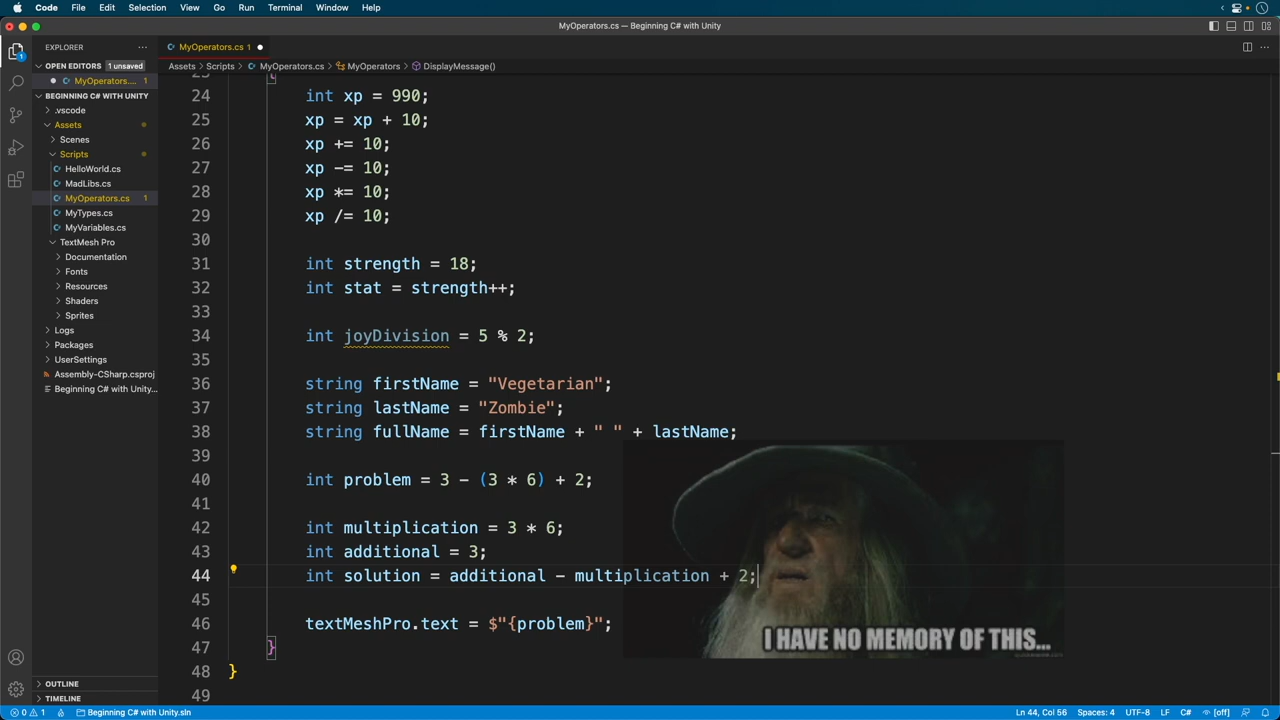 Code File Edit Selection View Go Run Terminal Window Help
MyOperators.cs — Beginning C# with Unity
EXPLORER
MyOperators.cs 1
OPEN EDITORS 1 unsaved
Assets > Scripts > MyOperators.cs > MyOperators > DisplayMessage()
MyOperators.... 1
BEGINNING C# WITH UNITY
.vscode
Assets
Scenes
Scripts
HelloWorld.cs
MadLibs.cs
MyOperators.cs 1
MyTypes.cs
MyVariables.cs
TextMesh Pro
Documentation
Fonts
Resources
Shaders
Sprites
Logs
Packages
UserSettings
Assembly-CSharp.csproj
Beginning C# with Unity...
OUTLINE
TIMELINE
{
24 int xp = 990;
25 xp = xp + 10;
26 xp += 10;
27 xp -= 10;
28 xp *= 10;
29 xp /= 10;
30
31 int strength = 18;
32 int stat = strength++;
33
34 int joyDivision = 5 % 2;
35
36 string firstName = "Vegetarian";
37 string lastName = "Zombie";
38 string fullName = firstName + " " + lastName;
39
40 int problem = 3 - (3 * 6) + 2;
41
42 int multiplication = 3 * 6;
43 int additional = 3;
44 int solution = additional - multiplication + 2;
45
46 textMeshPro.text = $"{problem}";
47 }
48 }
49
I HAVE NO MEMORY OF THIS...
0 1 Beginning C# with Unity.sln
Ln 44, Col 56 Spaces: 4 UTF-8 LF C# [off]